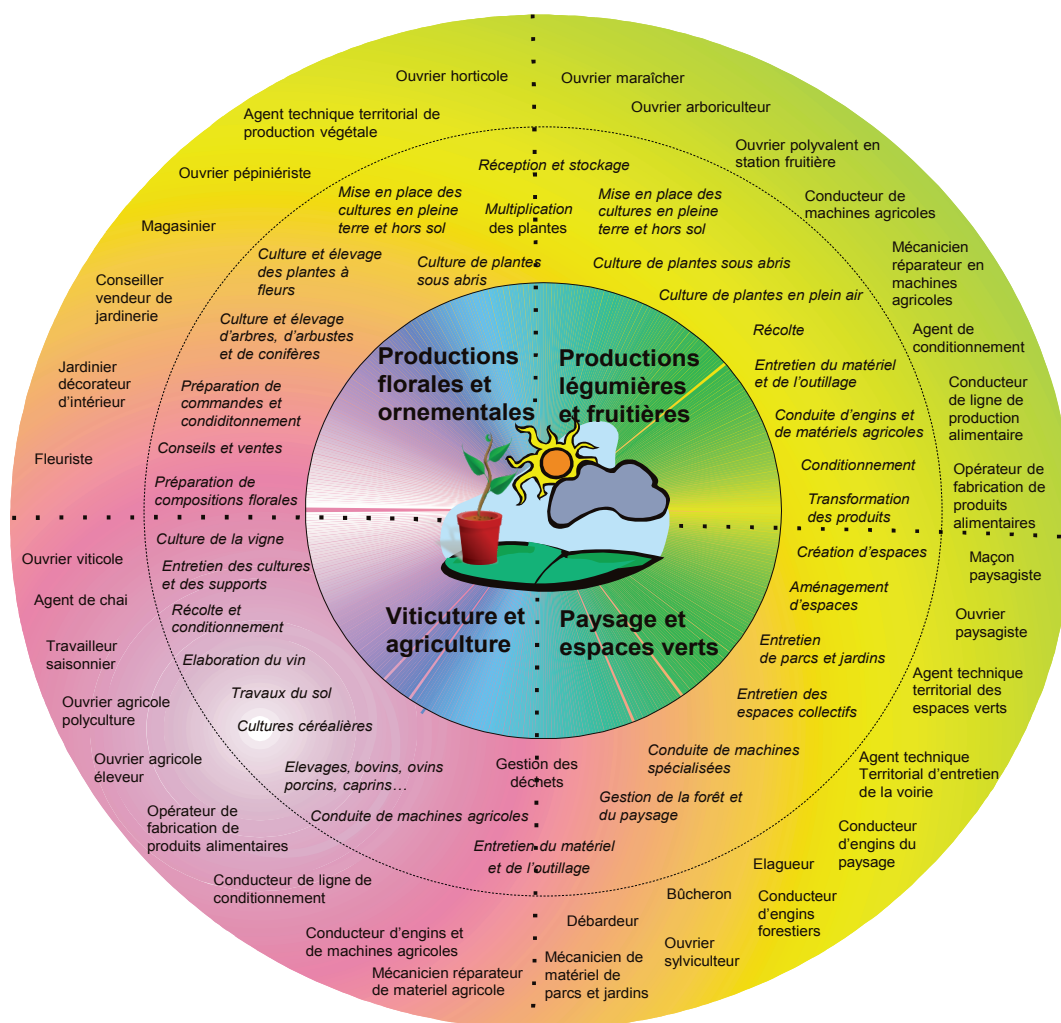 Ouvrier horticole
Agent technique territorial de
production végétale
Ouvrier pépiniériste
Magasinier
Conseiller
vendeur de
jardinerie
Jardinier
décorateur
d'intérieur
Fleuriste
Ouvrier maraîcher
Ouvrier arboriculteur
Ouvrier polyvalent en
station fruitière
Conducteur de
machines agricoles
Mécanicien
réparateur en
machines
agricoles
Agent de
conditionnement
Conducteur
de ligne de
production
alimentaire
Opérateur de
fabrication de
produits
alimentaires
Réception et stockage
Multiplication
des plantes
Mise en place des
cultures en pleine
terre et hors sol
Culture de plantes
sous abris
Culture et élevage
des plantes à
fleurs
Culture et élevage
d'arbres, d'arbustes
et de conifères
Préparation de
commandes et
condiditonnement
Conseils et ventes
Préparation de
compositions florales
Mise en place des
cultures en pleine
terre et hors sol
Culture de plantes sous abris
Culture de plantes en plein air
Récolte
Entretien du matériel
et de l'outillage
Conduite d'engins et
de matériels agricoles
Conditionnement
Transformation
des produits
Productions
florales et
ornementales
Productions
légumières
et fruitières
Viticuture et
agriculture
Paysage et
espaces verts
Culture de la vigne
Entretien des cultures
et des supports
Récolte et
conditionnement
Elaboration du vin
Travaux du sol
Cultures céréalières
Elevages, bovins, ovins
porcins, caprins…
Conduite de machines agricoles
Gestion des
déchets
Entretien du matériel
et de l'outillage
Création d'espaces
Aménagement
d'espaces
Entretien
de parcs et jardins
Entretien des
espaces collectifs
Conduite de machines
spécialisées
Gestion de la forêt et
du paysage
Ouvrier viticole
Agent de chai
Travailleur
saisonnier
Ouvrier agricole
polyculture
Ouvrier agricole
éleveur
Opérateur de
fabrication de
produits alimentaires
Conducteur de ligne de
conditionnement
Conducteur d'engins et
de machines agricoles
Mécanicien réparateur
de materiel agricole
Maçon
paysagiste
Ouvrier
paysagiste
Agent technique
territorial des
espaces verts
Agent technique
Territorial d'entretien
de la voirie
Conducteur
d'engins du
paysage
Elagueur
Conducteur
d'engins
forestiers
Bûcheron
Ouvrier
sylviculteur
Débardeur
Mécanicien de
matériel de
parcs et jardins